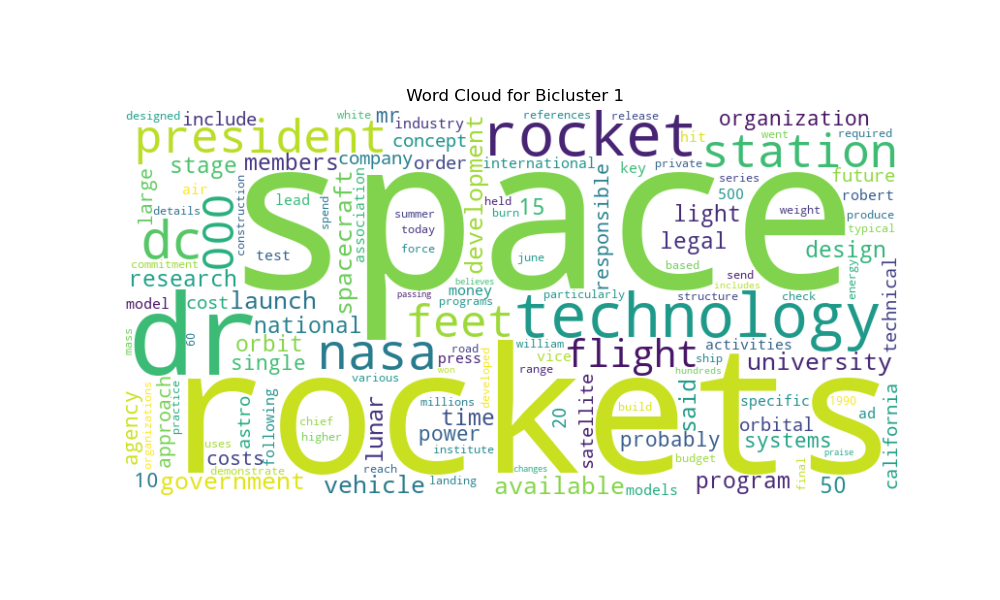 Word Cloud for Bicluster 1
designed
include
white
mr
industry
references
release
organization
president
concept
rocket
hit
went
required
station
stage
members
company
order
international
key
private
future
large
air
000
lead
spacecraft
association
development
held
burn
15
responsible
series
500
robert
details
construction
spend
space
summer
today
light
weight
produce
typical
dc
test
force
june
legal
design
commitment
research
based
send
energy
technical
believes
money
programs
passing
particularly
structure
includes
check
model
cost
launch
dr
feet
technology
mass
60
national
orbit
single
nasa
road
press
william
vice
flight
activities
ship
university
won
range
hundreds
various
developed
rockets
agency
organizations
practice
approach
astro
following
chief
higher
lunar
millions
time
power
institute
20
satellite
build
said
probably
specific
1990
ad
orbital
systems
california
uses
costs
demonstrate
reach
landing
changes
budget
praise
final
10
government
vehicle
available
models
program
50